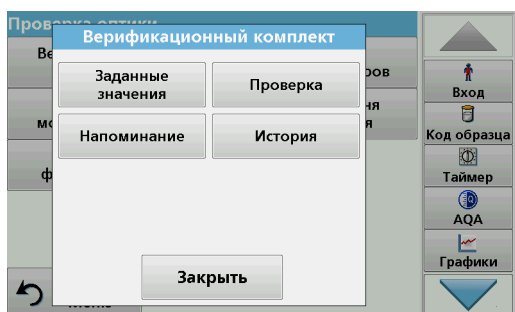 Проверка оптики
Верификационный комплект
Заданные
значения
Проверка
Напоминание
История
Закрыть
Вход
Код образца
Таймер
AQA
Графики